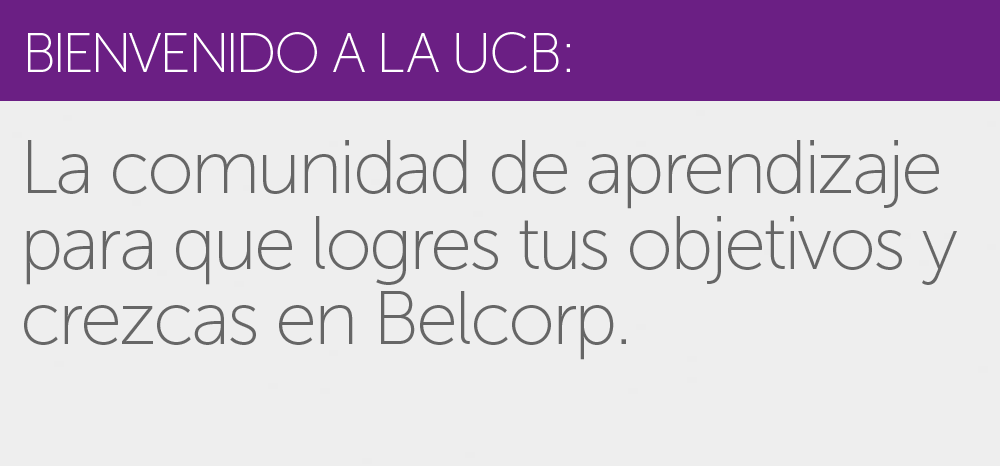 BIENVENIDO A LA UCB:
La comunidad de aprendizaje
para que logres tus objetivos y
crezcas en Belcorp.